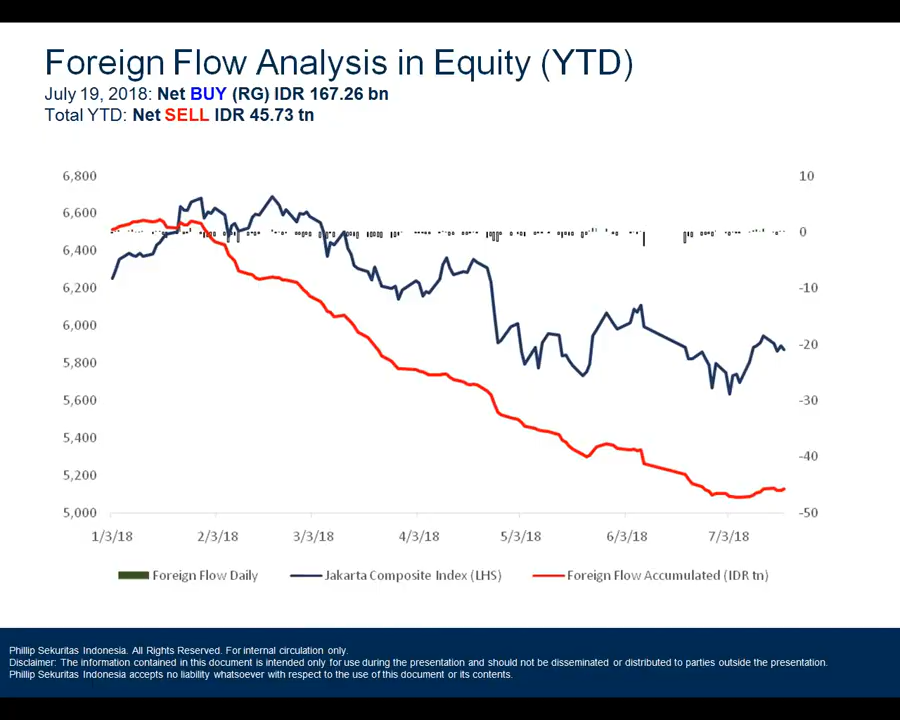 Foreign Flow Analysis in Equity (YTD)
July 19, 2018: Net BUY (RG) IDR 167.26 bn
Total YTD: Net SELL IDR 45.73 tn
6,800 10
6,600 0
6,400 -10
6,200
6,000 -20
5,800
5,600 -30
5,400 -40
5,200
5,000 -50
1/3/18 2/3/18 3/3/18 4/3/18 5/3/18 6/3/18 7/3/18
Foreign Flow Daily Jakarta Composite Index (LHS) Foreign Flow Accumulated (IDR tn)
Phillip Sekuritas Indonesia. All Rights Reserved. For internal circulation only.
Disclaimer: The information contained in this document is intended only for use during the presentation and should not be disseminated or distributed to parties outside the presentation.
Phillip Sekuritas Indonesia accepts no liability whatsoever with respect to the use of this document or its contents.